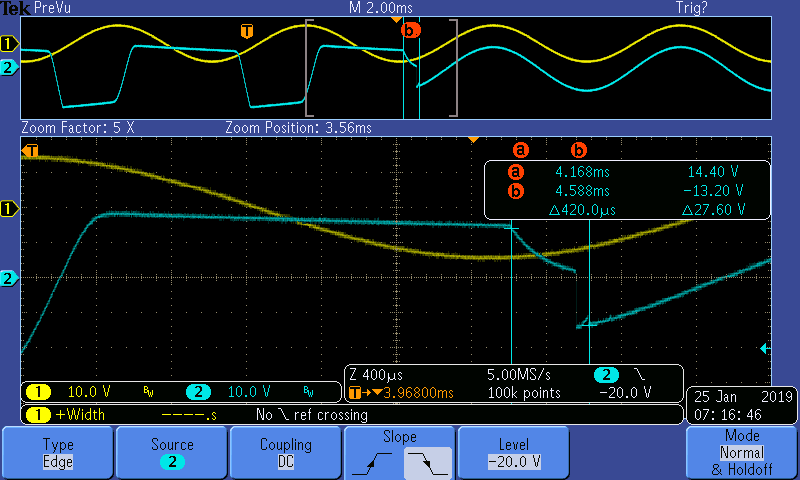 Tek PreVu M 2.00ms Trig?
T
b
1
2
Zoom Factor: 5 X Zoom Position: 3.56ms
T
a b
a 4.168ms 14.40 V
b 4.588ms −13.20 V
Δ420.0µs Δ27.60 V
1
2
1 10.0 V BW 2 10.0 V BW
Z 400µs 5.00MS/s 2
T→▼3.96800ms 100k points −20.0 V
1 +Width −−−−.s No ref crossing
25 Jan 2019
07:16:46
Type
Edge
Source
2
Coupling
DC
Slope
Level
−20.0 V
Mode
Normal
& Holdoff